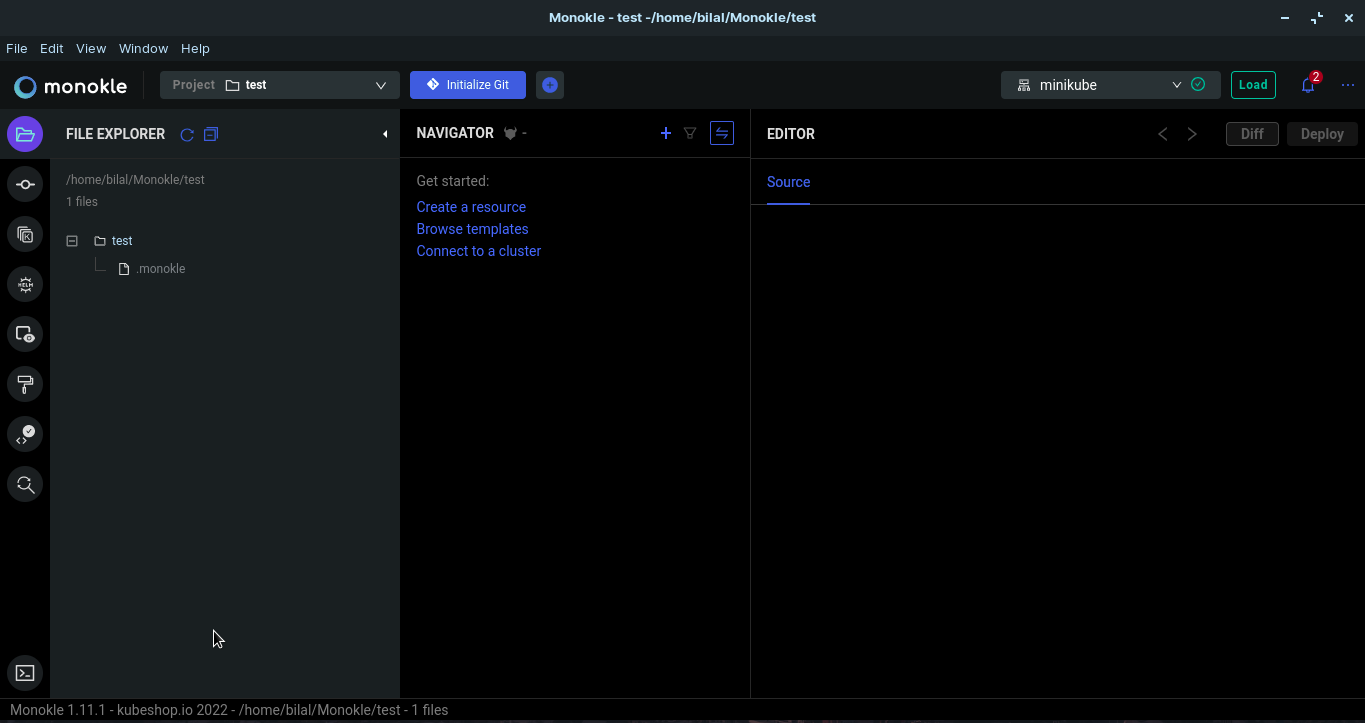 Monokle - test -/home/bilal/Monokle/test
File Edit View Window Help
monokle
Project test
Initialize Git
minikube
Load
2
FILE EXPLORER
NAVIGATOR -
EDITOR
Diff
Deploy
/home/bilal/Monokle/test
1 files
test
.monokle
HELM
Get started:
Create a resource
Browse templates
Connect to a cluster
Source
Monokle 1.11.1 - kubeshop.io 2022 - /home/bilal/Monokle/test - 1 files